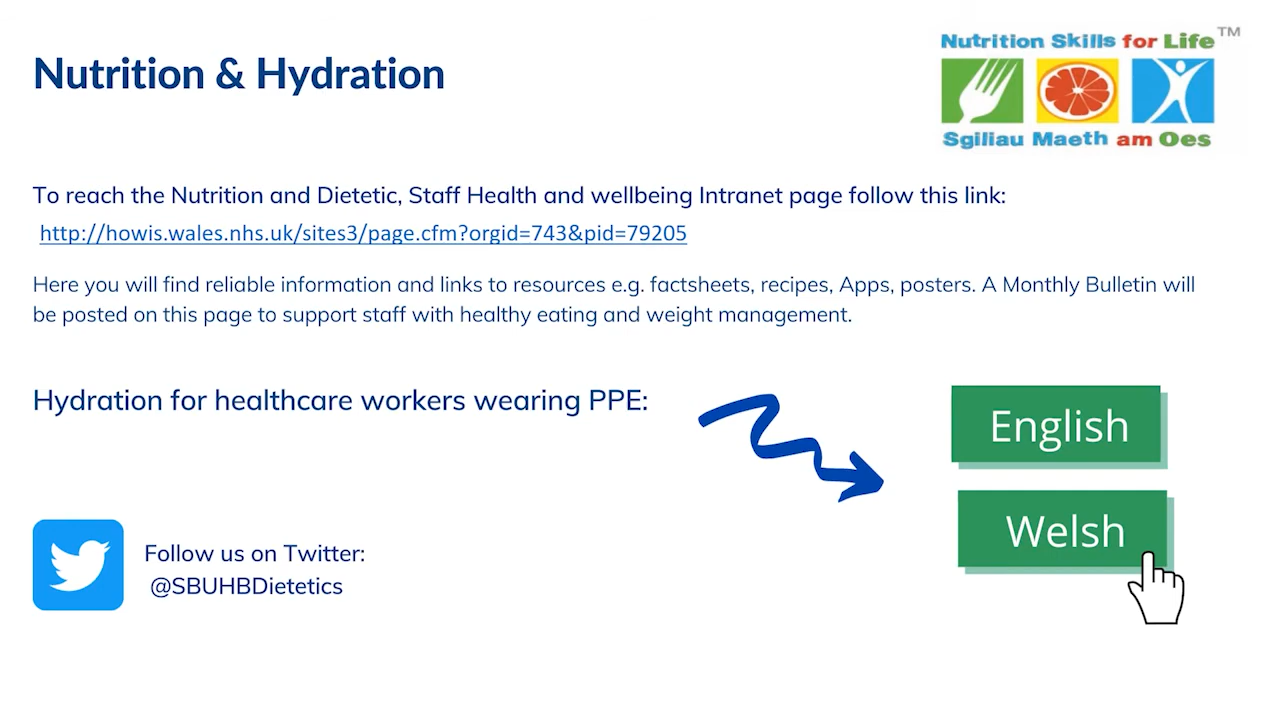 Nutrition Skills for Life™
Nutrition & Hydration
Sgiliau Maeth am Oes
To reach the Nutrition and Dietetic, Staff Health and wellbeing Intranet page follow this link:
http://howis.wales.nhs.uk/sites3/page.cfm?orgid=743&pid=79205
Here you will find reliable information and links to resources e.g. factsheets, recipes, Apps, posters. A Monthly Bulletin will
be posted on this page to support staff with healthy eating and weight management.
Hydration for healthcare workers wearing PPE:
English
Welsh
Follow us on Twitter:
@SBUHBDietetics